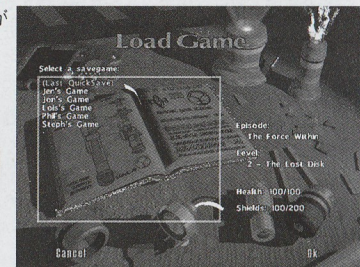 Load Game
Select a savegame:
(Last QuickSave)
Jen's Game
Jon's Game
Lois's Game
Phil's Game
Steph's Game
Episode:
The Force Within
Level:
2 - The Lost Disk
Health: 100/100
Shields: 100/200
Cancel
Ok